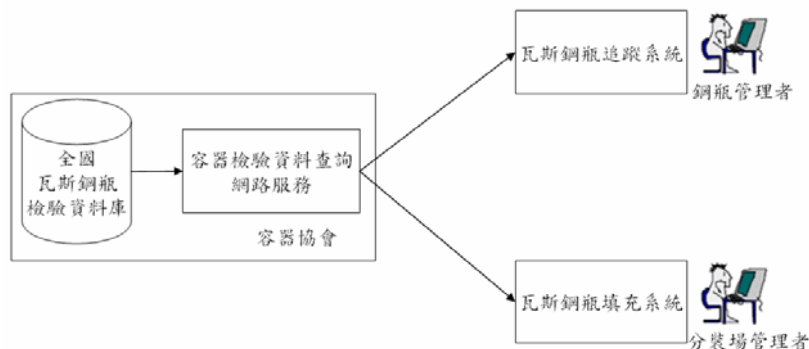 瓦斯鋼瓶追蹤系統
鋼瓶管理者
全國
瓦斯鋼瓶
檢驗資料庫
容器檢驗資料查詢
網路服務
容器協會
瓦斯鋼瓶填充系統
分裝場管理者